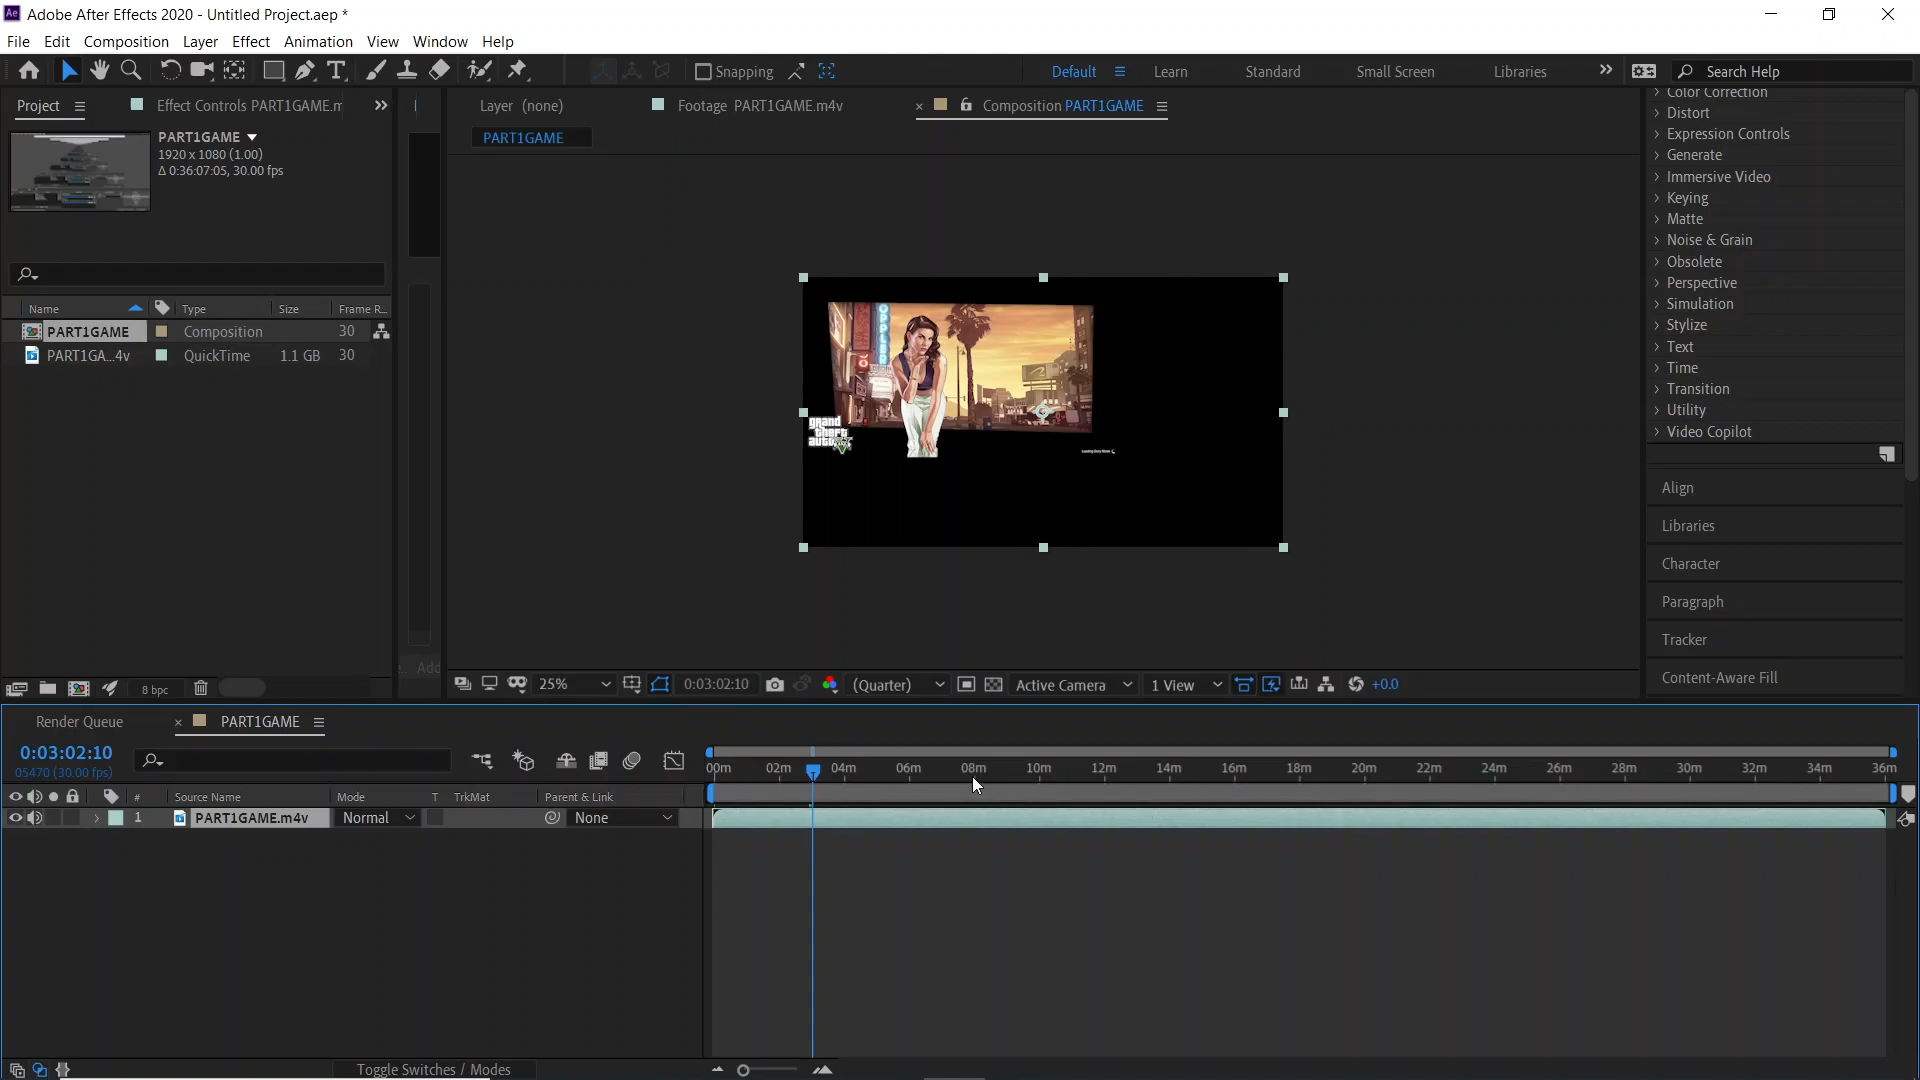 Adobe After Effects 2020 - Untitled Project.aep *
File Edit Composition Layer Effect Animation View Window Help
Snapping
Default
Learn
Standard
Small Screen
Libraries
Search Help
Project
Effect Controls PART1GAME.m
Layer (none)
Footage PART1GAME.m4v
Composition PART1GAME
PART1GAME
PART1GAME
1920 x 1080 (1.00)
Δ 0:36:07:05, 30.00 fps
Name
Type
Size
Frame R...
PART1GAME
Composition
30
PART1GA...4v
QuickTime
1.1 GB
30
grand
theft
auto
Loading Story Mode
Color Correction
Distort
Expression Controls
Generate
Immersive Video
Keying
Matte
Noise & Grain
Obsolete
Perspective
Simulation
Stylize
Text
Time
Transition
Utility
Video Copilot
Align
Libraries
Character
Paragraph
Tracker
Content-Aware Fill
8 bpc
Add
25%
0:03:02:10
(Quarter)
Active Camera
1 View
+0.0
Render Queue
PART1GAME
0:03:02:10
05470 (30.00 fps)
00m 02m 04m 06m 08m 10m 12m 14m 16m 18m 20m 22m 24m 26m 28m 30m 32m 34m 36m
# Source Name Mode T TrkMat Parent & Link
1 PART1GAME.m4v Normal None
Toggle Switches / Modes